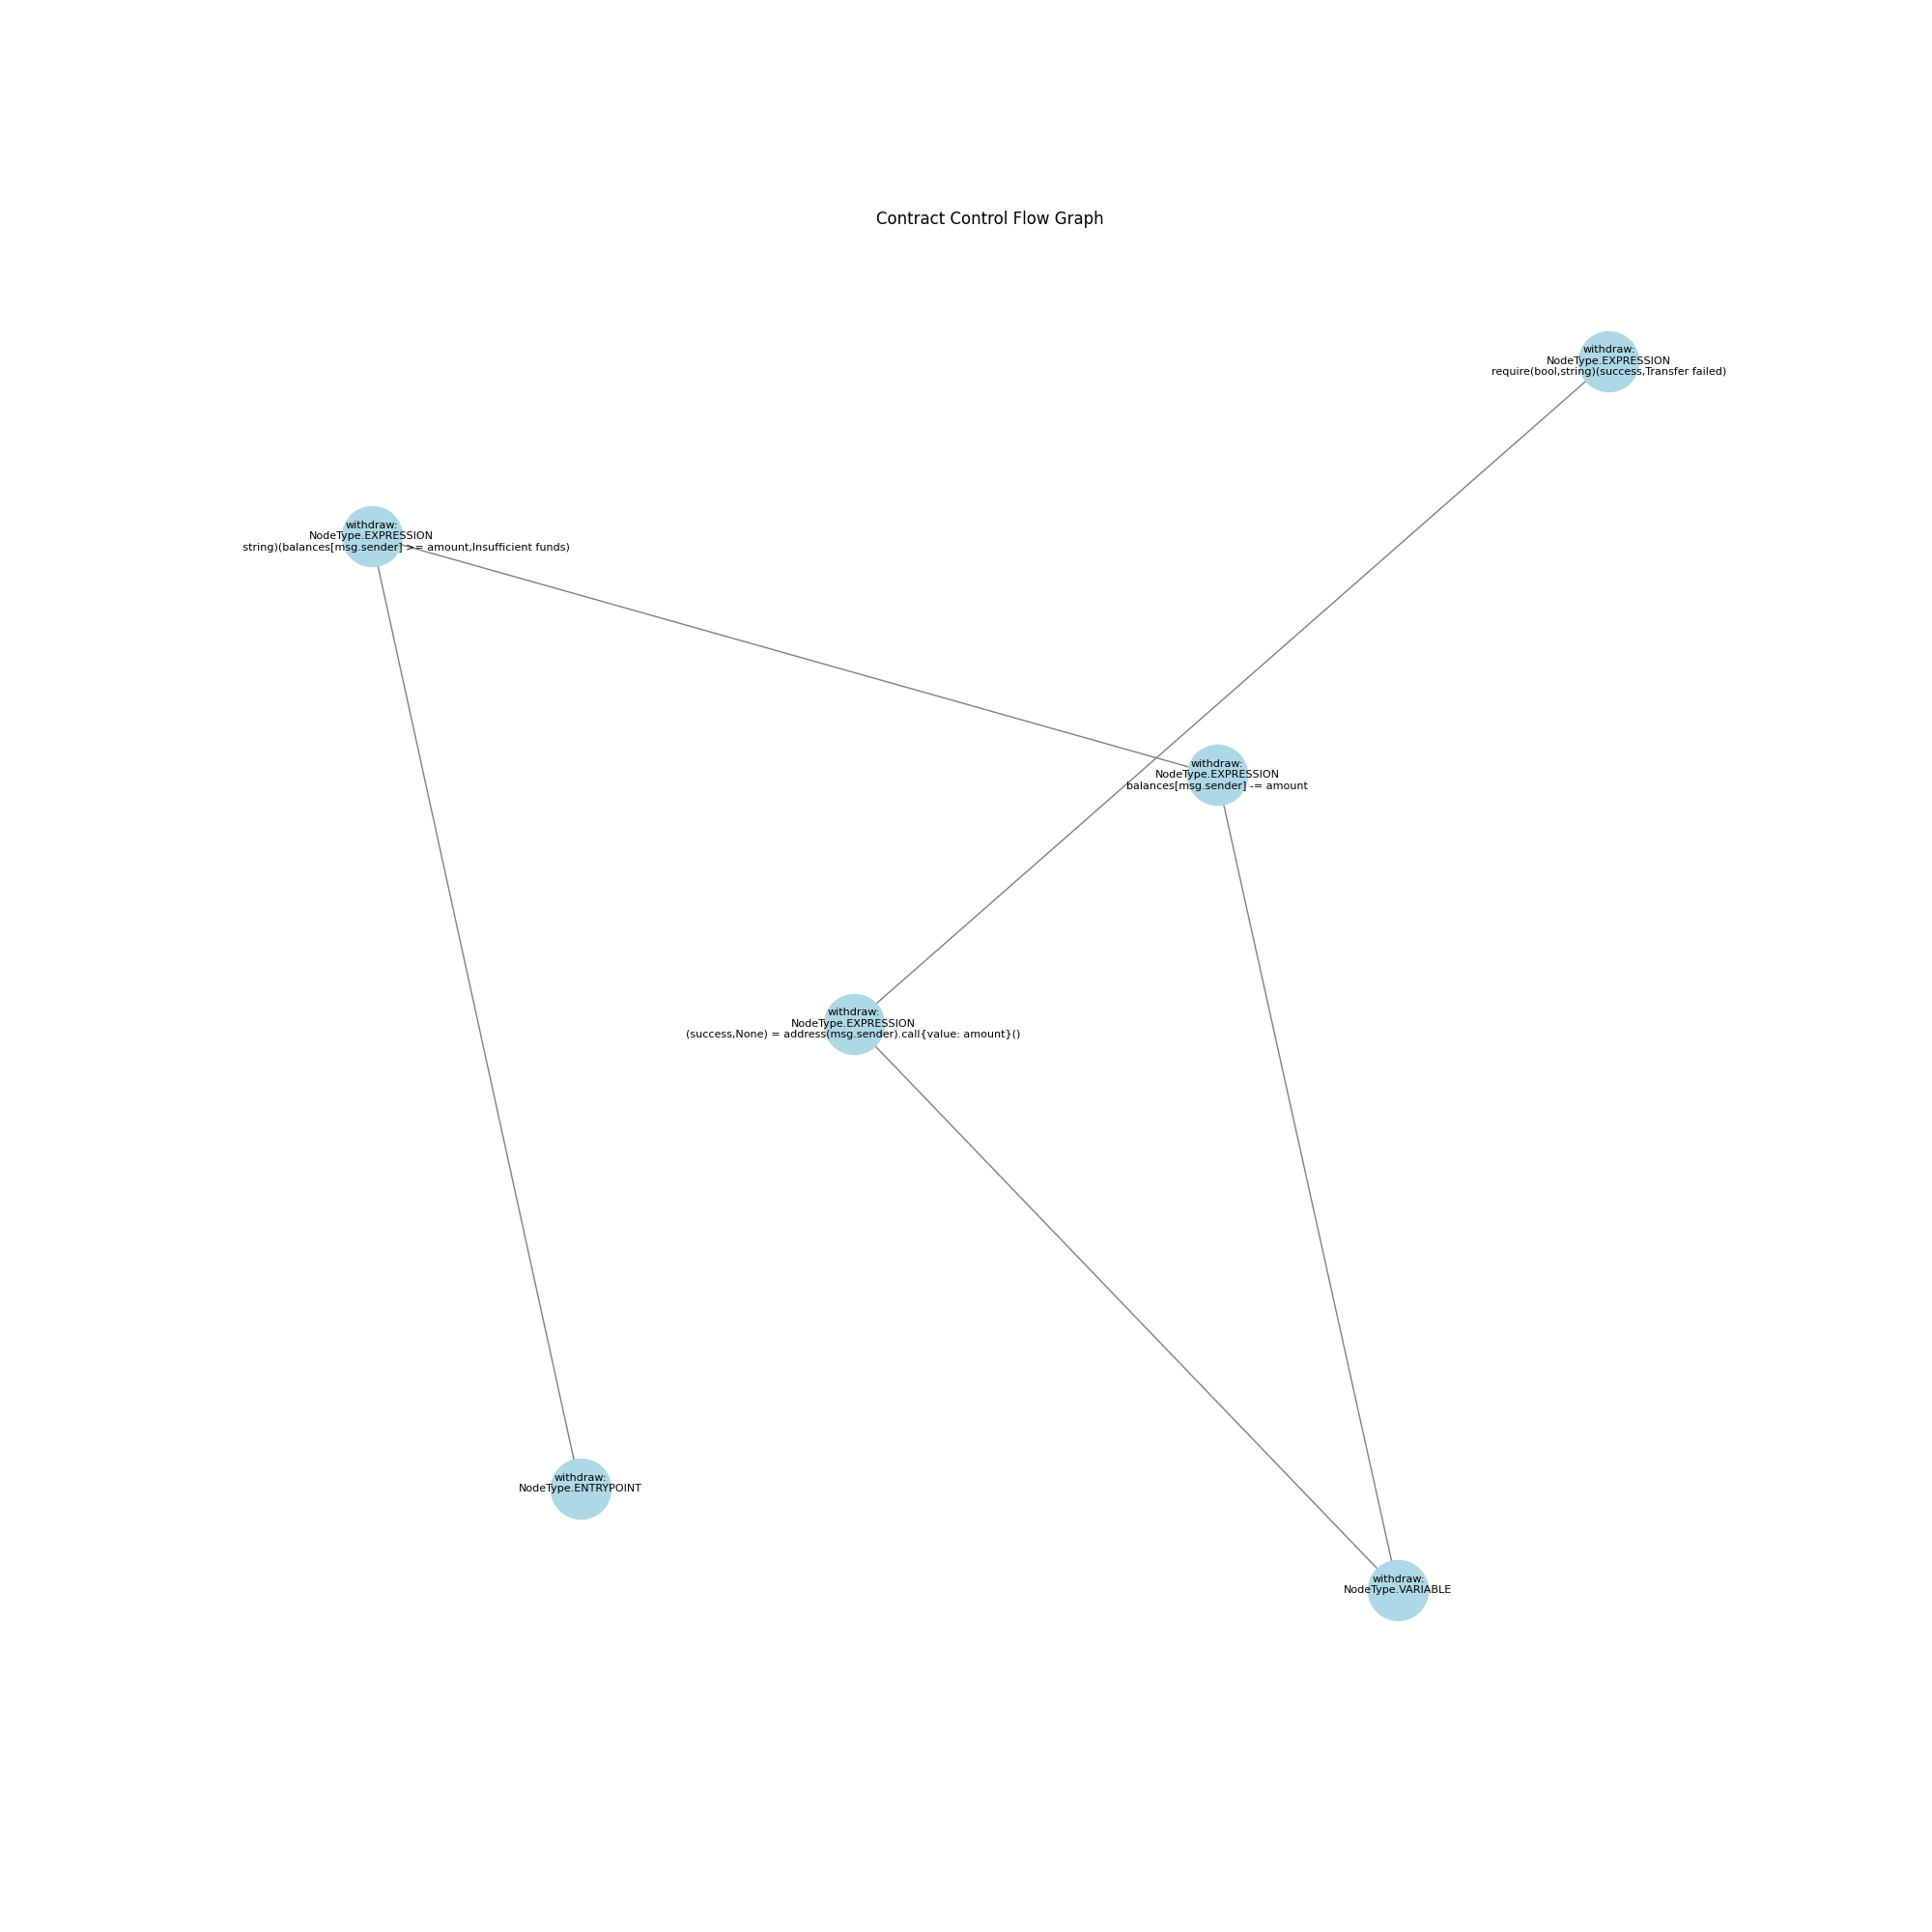 Contract Control Flow Graph
withdraw:
NodeType.EXPRESSION
require(bool,string)(success,Transfer failed)
withdraw:
NodeType.EXPRESSION
string)(balances[msg.sender] >= amount,Insufficient funds)
withdraw:
NodeType.EXPRESSION
balances[msg.sender] -= amount
withdraw:
NodeType.EXPRESSION
(success,None) = address(msg.sender).call{value: amount}()
withdraw:
NodeType.ENTRYPOINT
withdraw:
NodeType.VARIABLE